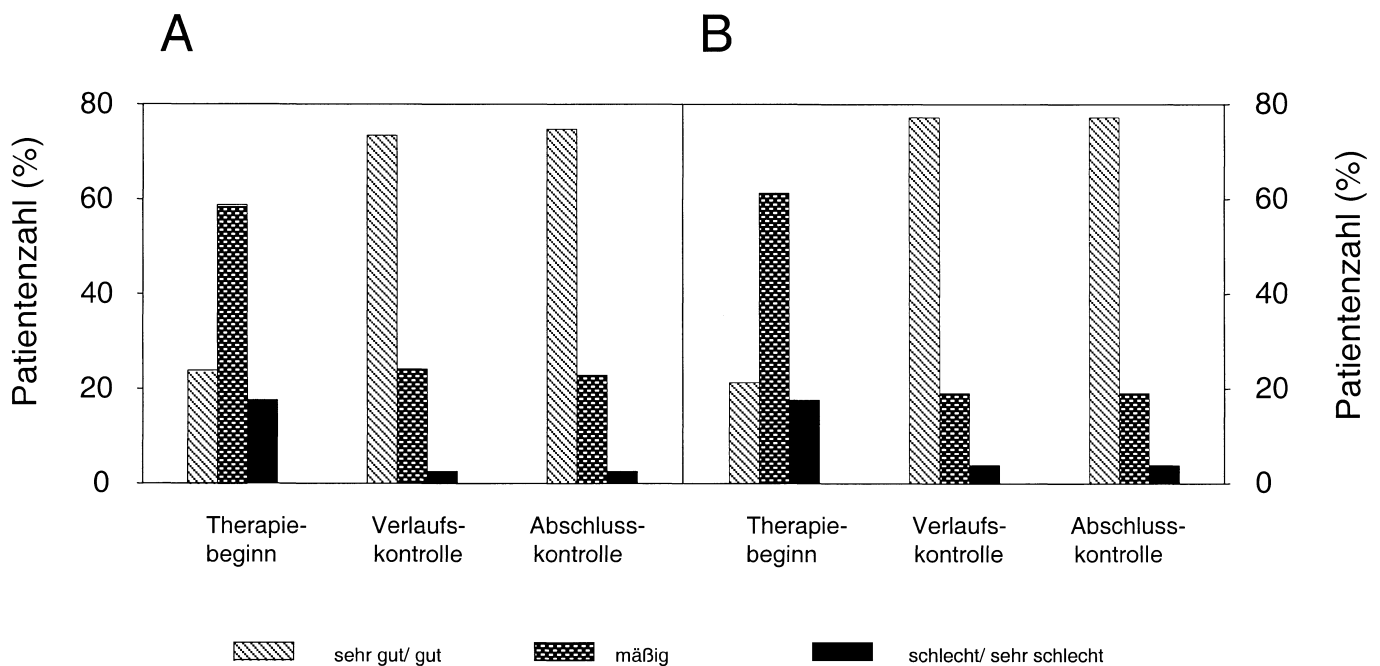 A
B
80
60
40
20
0
Patientenzahl (%)
80
60
40
20
0
Patientenzahl (%)
Therapie-
beginn
Verlaufs-
kontrolle
Abschluss-
kontrolle
Therapie-
beginn
Verlaufs-
kontrolle
Abschluss-
kontrolle
sehr gut/ gut
mäßig
schlecht/ sehr schlecht